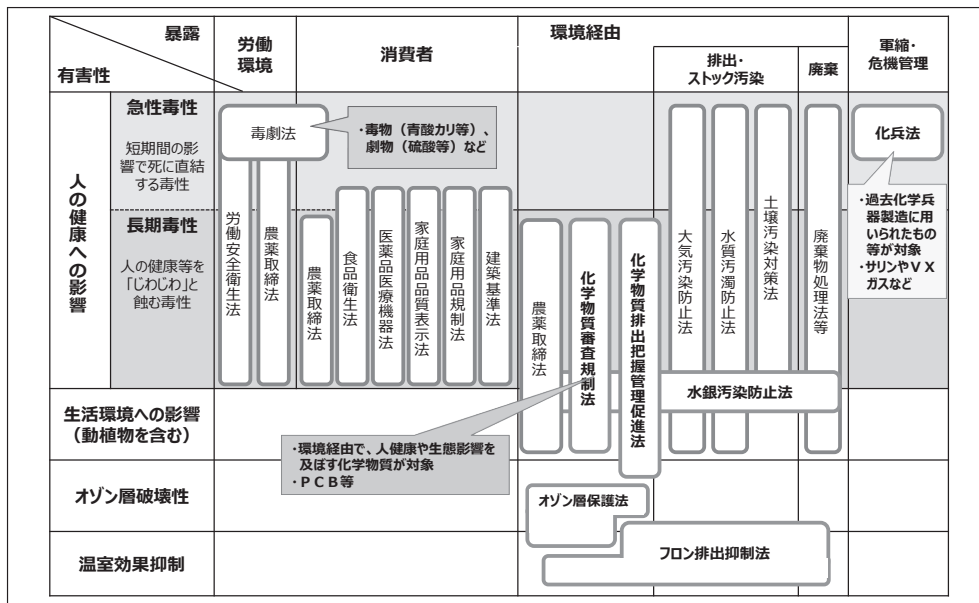 暴露
有害性
労働
環境
消費者
環境経由
排出・
ストック汚染
廃棄
軍縮・
危機管理
人の健康への影響
急性毒性
短期間の影
響で死に直結
する毒性
長期毒性
人の健康等を
「じわじわ」と
蝕む毒性
毒劇法
・毒物（青酸カリ等）、
劇物（硫酸等）など
労働安全衛生法
農薬取締法
農薬取締法
食品衛生法
医薬品医療機器法
家庭用品品質表示法
家庭用品規制法
建築基準法
農薬取締法
化学物質審査規制法
化学物質排出把握管理促進法
大気汚染防止法
水質汚濁防止法
土壌汚染対策法
廃棄物処理法等
化兵法
・過去化学兵
器製造に用
いられたもの
等が対象
・サリンやＶＸ
ガスなど
水銀汚染防止法
生活環境への影響
（動植物を含む）
・環境経由で、人健康や生態影響を
及ぼす化学物質が対象
・ＰＣＢ等
オゾン層破壊性
オゾン層保護法
温室効果抑制
フロン排出抑制法